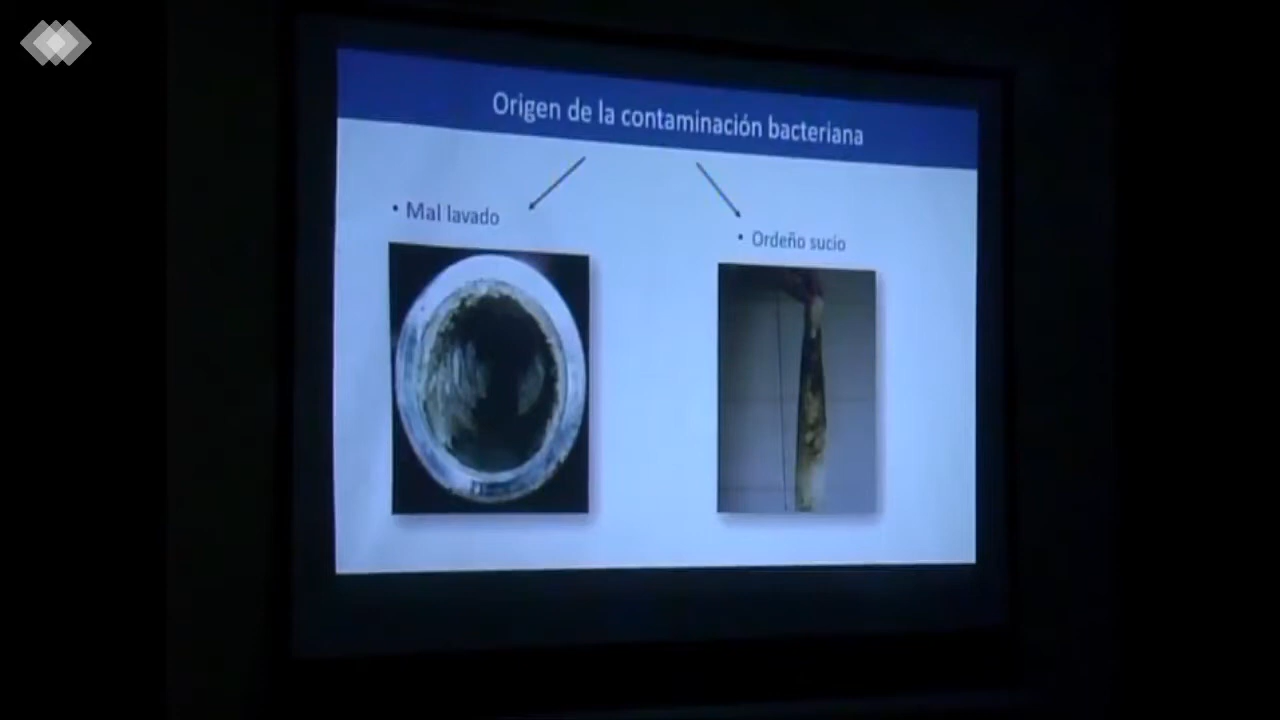 Origen de la contaminación bacteriana
• Mal lavado
• Ordeño sucio